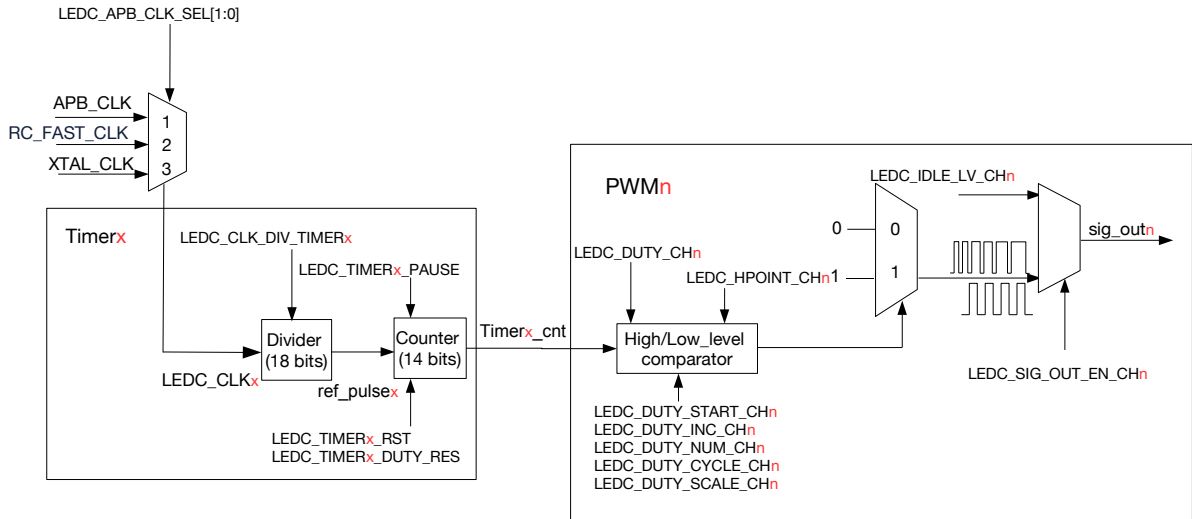 LEDC_APB_CLK_SEL[1:0]
APB_CLK
RC_FAST_CLK
XTAL_CLK
1
2
3
Timerx
LEDC_CLK_DIV_TIMERx
LEDC_TIMERx_PAUSE
Divider
(18 bits)
Counter
(14 bits)
LEDC_CLKx
ref_pulsex
LEDC_TIMERx_RST
LEDC_TIMERx_DUTY_RES
Timerx_cnt
PWMn
LEDC_DUTY_CHn
LEDC_HPOINT_CHn
High/Low_level
comparator
LEDC_DUTY_START_CHn
LEDC_DUTY_INC_CHn
LEDC_DUTY_NUM_CHn
LEDC_DUTY_CYCLE_CHn
LEDC_DUTY_SCALE_CHn
0
1
0
1
LEDC_IDLE_LV_CHn
sig_outn
LEDC_SIG_OUT_EN_CHn